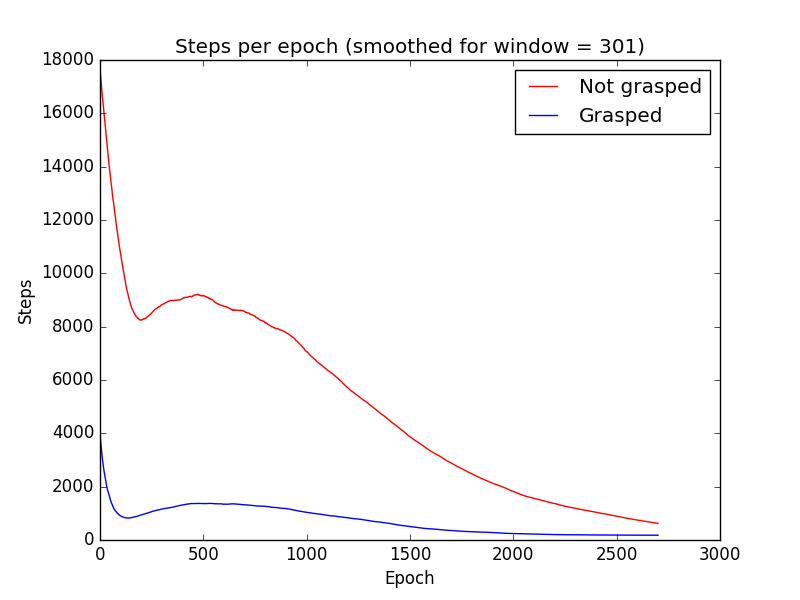 Steps per epoch (smoothed for window = 301)
18000
16000
14000
12000
10000
8000
6000
4000
2000
0
Steps
Not grasped
Grasped
0 500 1000 1500 2000 2500 3000
Epoch